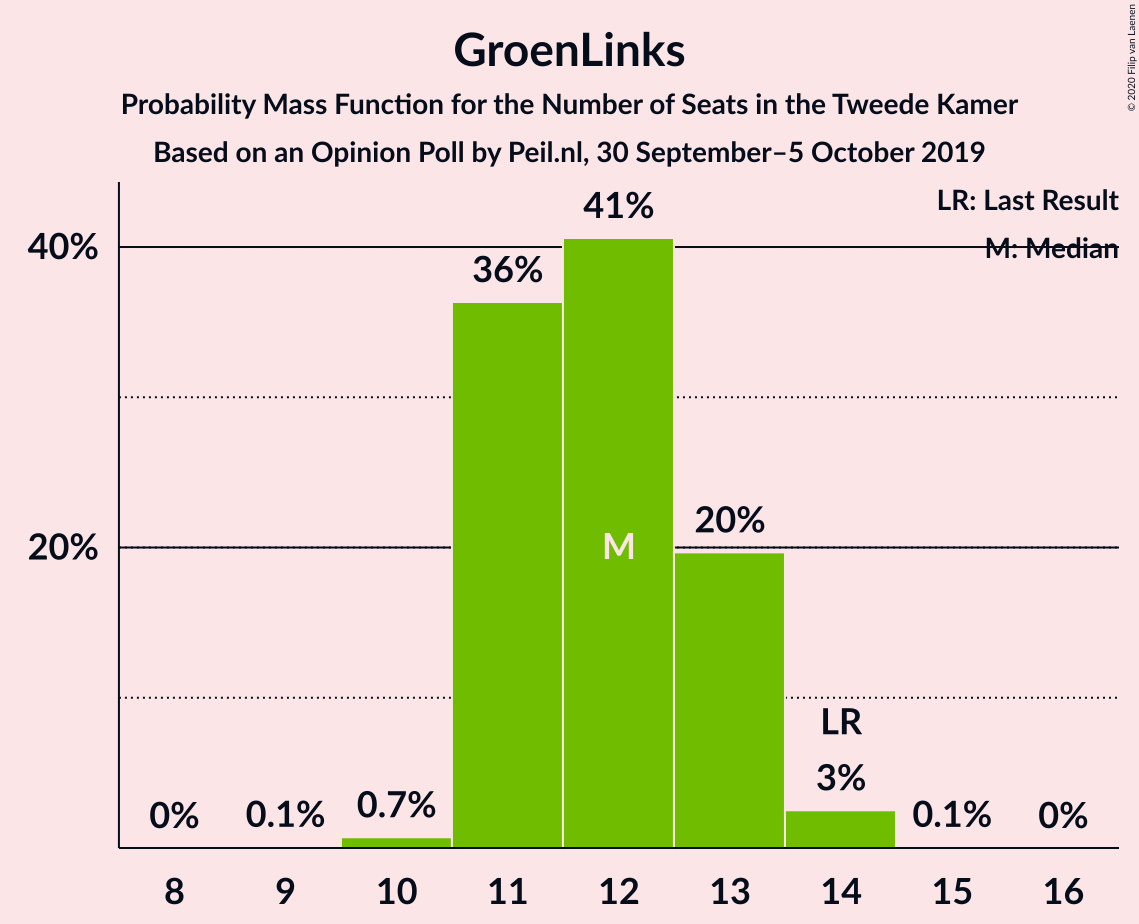 GroenLinks
Probability Mass Function for the Number of Seats in the Tweede Kamer
Based on an Opinion Poll by Peil.nl, 30 September–5 October 2019
© 2020 Filip van Laenen
LR: Last Result
M: Median
40%
20%
0%
0.1%
0.7%
36%
41%
M
20%
LR
3%
0.1%
0%
8 9 10 11 12 13 14 15 16